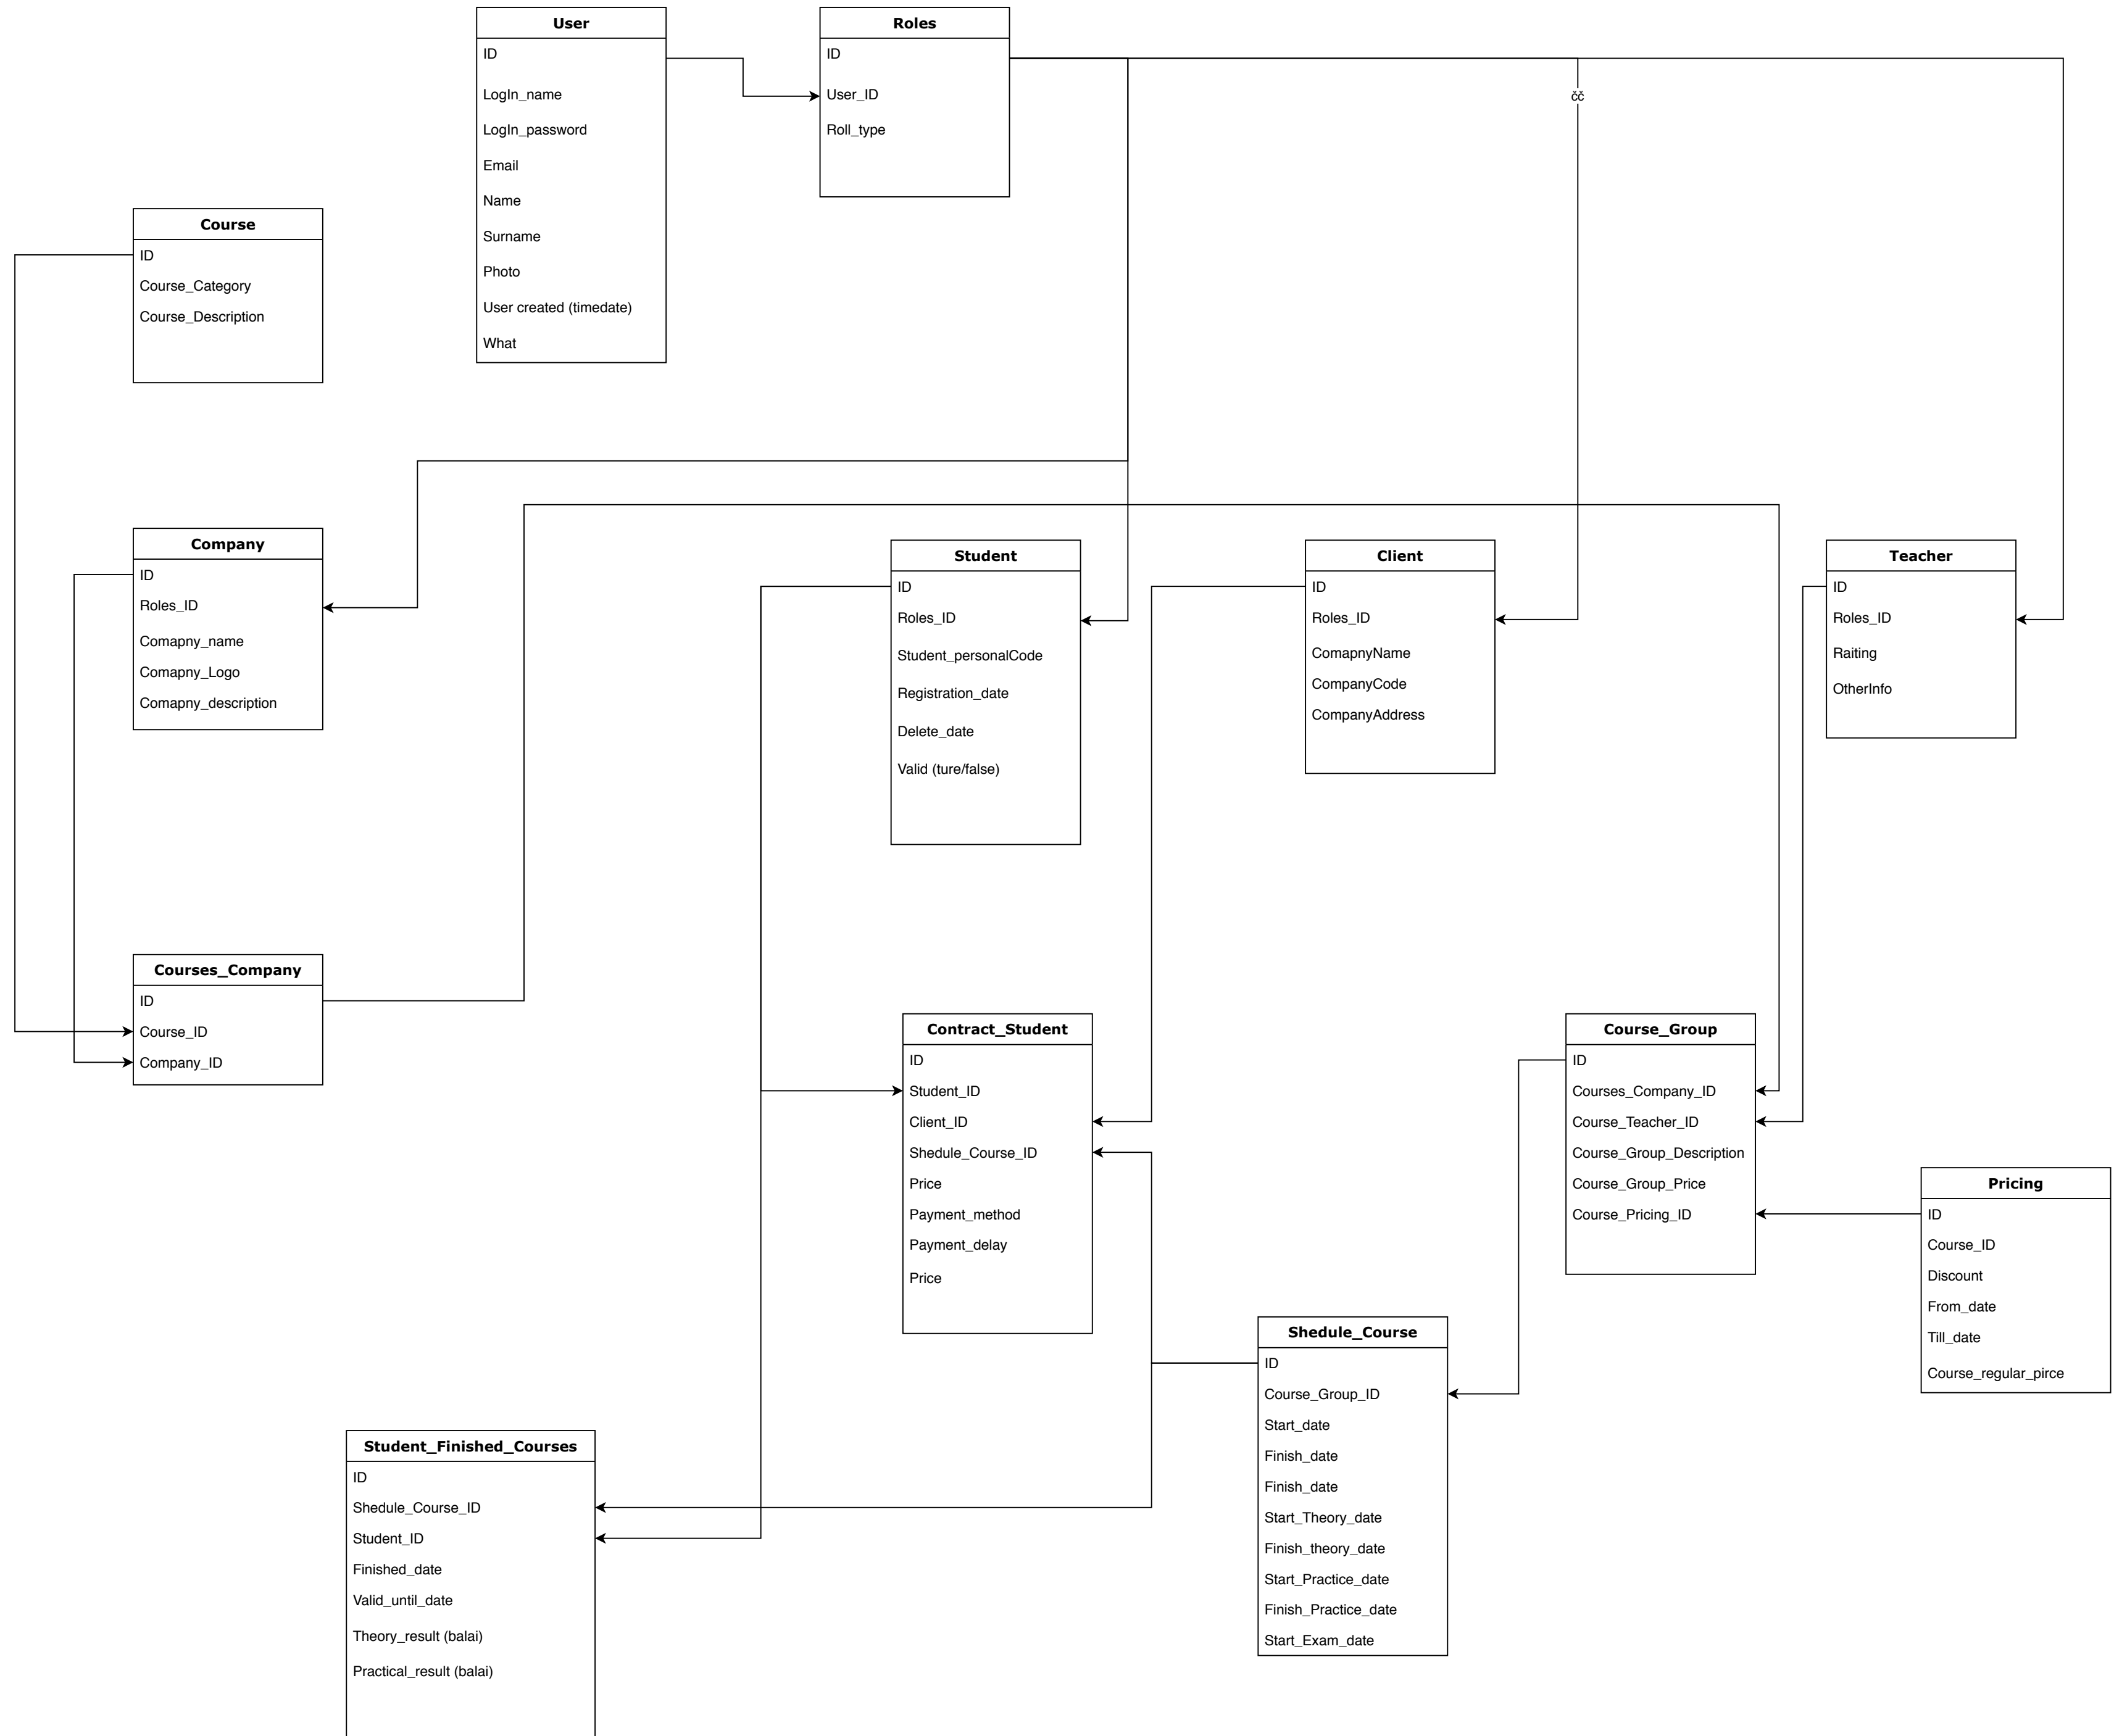 User
ID
LogIn_name
LogIn_password
Email
Name
Surname
Photo
User created (timedate)
What
Roles
ID
User_ID
Roll_type
čč
Course
ID
Course_Category
Course_Description
Company
ID
Roles_ID
Comapny_name
Comapny_Logo
Comapny_description
Student
ID
Roles_ID
Student_personalCode
Registration_date
Delete_date
Valid (ture/false)
Client
ID
Roles_ID
ComapnyName
CompanyCode
CompanyAddress
Teacher
ID
Roles_ID
Raiting
OtherInfo
Courses_Company
ID
Course_ID
Company_ID
Contract_Student
ID
Student_ID
Client_ID
Shedule_Course_ID
Price
Payment_method
Payment_delay
Price
Course_Group
ID
Courses_Company_ID
Course_Teacher_ID
Course_Group_Description
Course_Group_Price
Course_Pricing_ID
Pricing
ID
Course_ID
Discount
From_date
Till_date
Course_regular_pirce
Shedule_Course
ID
Course_Group_ID
Start_date
Finish_date
Finish_date
Start_Theory_date
Finish_theory_date
Start_Practice_date
Finish_Practice_date
Start_Exam_date
Student_Finished_Courses
ID
Shedule_Course_ID
Student_ID
Finished_date
Valid_until_date
Theory_result (balai)
Practical_result (balai)